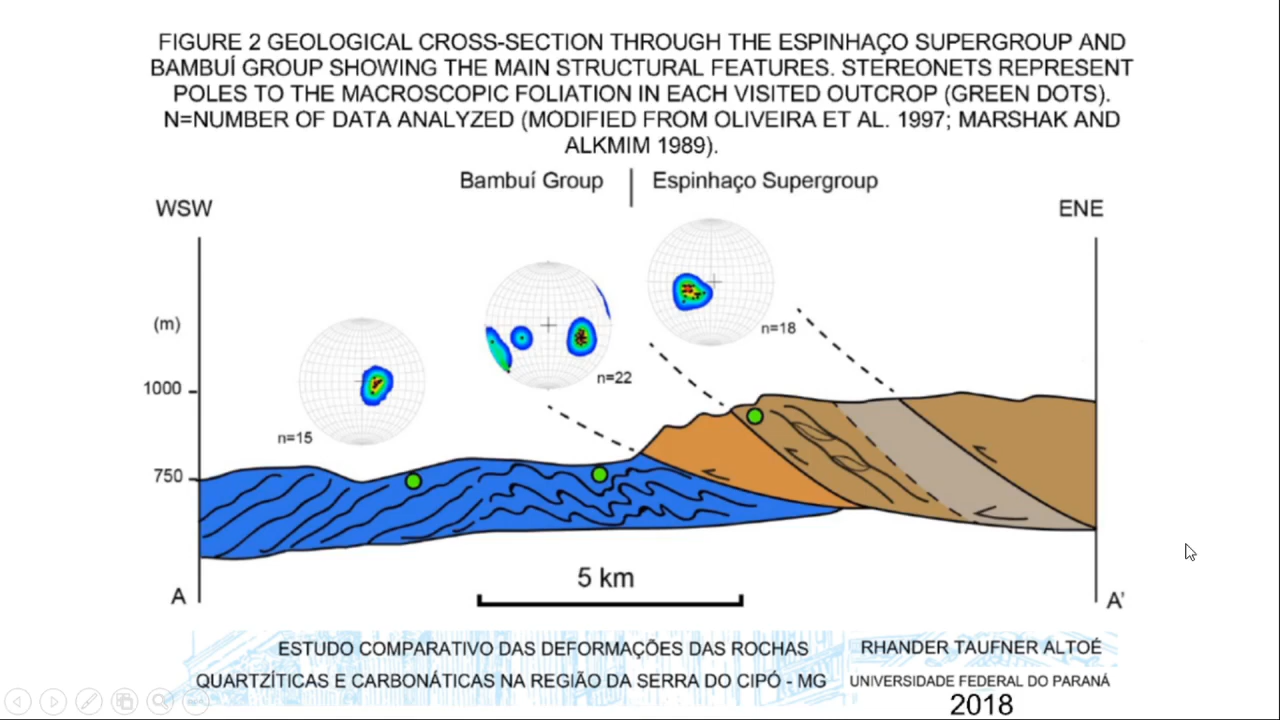 FIGURE 2 GEOLOGICAL CROSS-SECTION THROUGH THE ESPINHAÇO SUPERGROUP AND
BAMBUÍ GROUP SHOWING THE MAIN STRUCTURAL FEATURES. STEREONETS REPRESENT
POLES TO THE MACROSCOPIC FOLIATION IN EACH VISITED OUTCROP (GREEN DOTS).
N=NUMBER OF DATA ANALYZED (MODIFIED FROM OLIVEIRA ET AL. 1997; MARSHAK AND
ALKMIM 1989).
Bambuí Group | Espinhaço Supergroup
WSW
ENE
(m)
n=18
n=22
1000
n=15
750
5 km
A
A'
ESTUDO COMPARATIVO DAS DEFORMAÇÕES DAS ROCHAS
QUARTZÍTICAS E CARBONÁTICAS NA REGIÃO DA SERRA DO CIPÓ - MG
RHANDER TAUFNER ALTOÉ
UNIVERSIDADE FEDERAL DO PARANÁ
2018